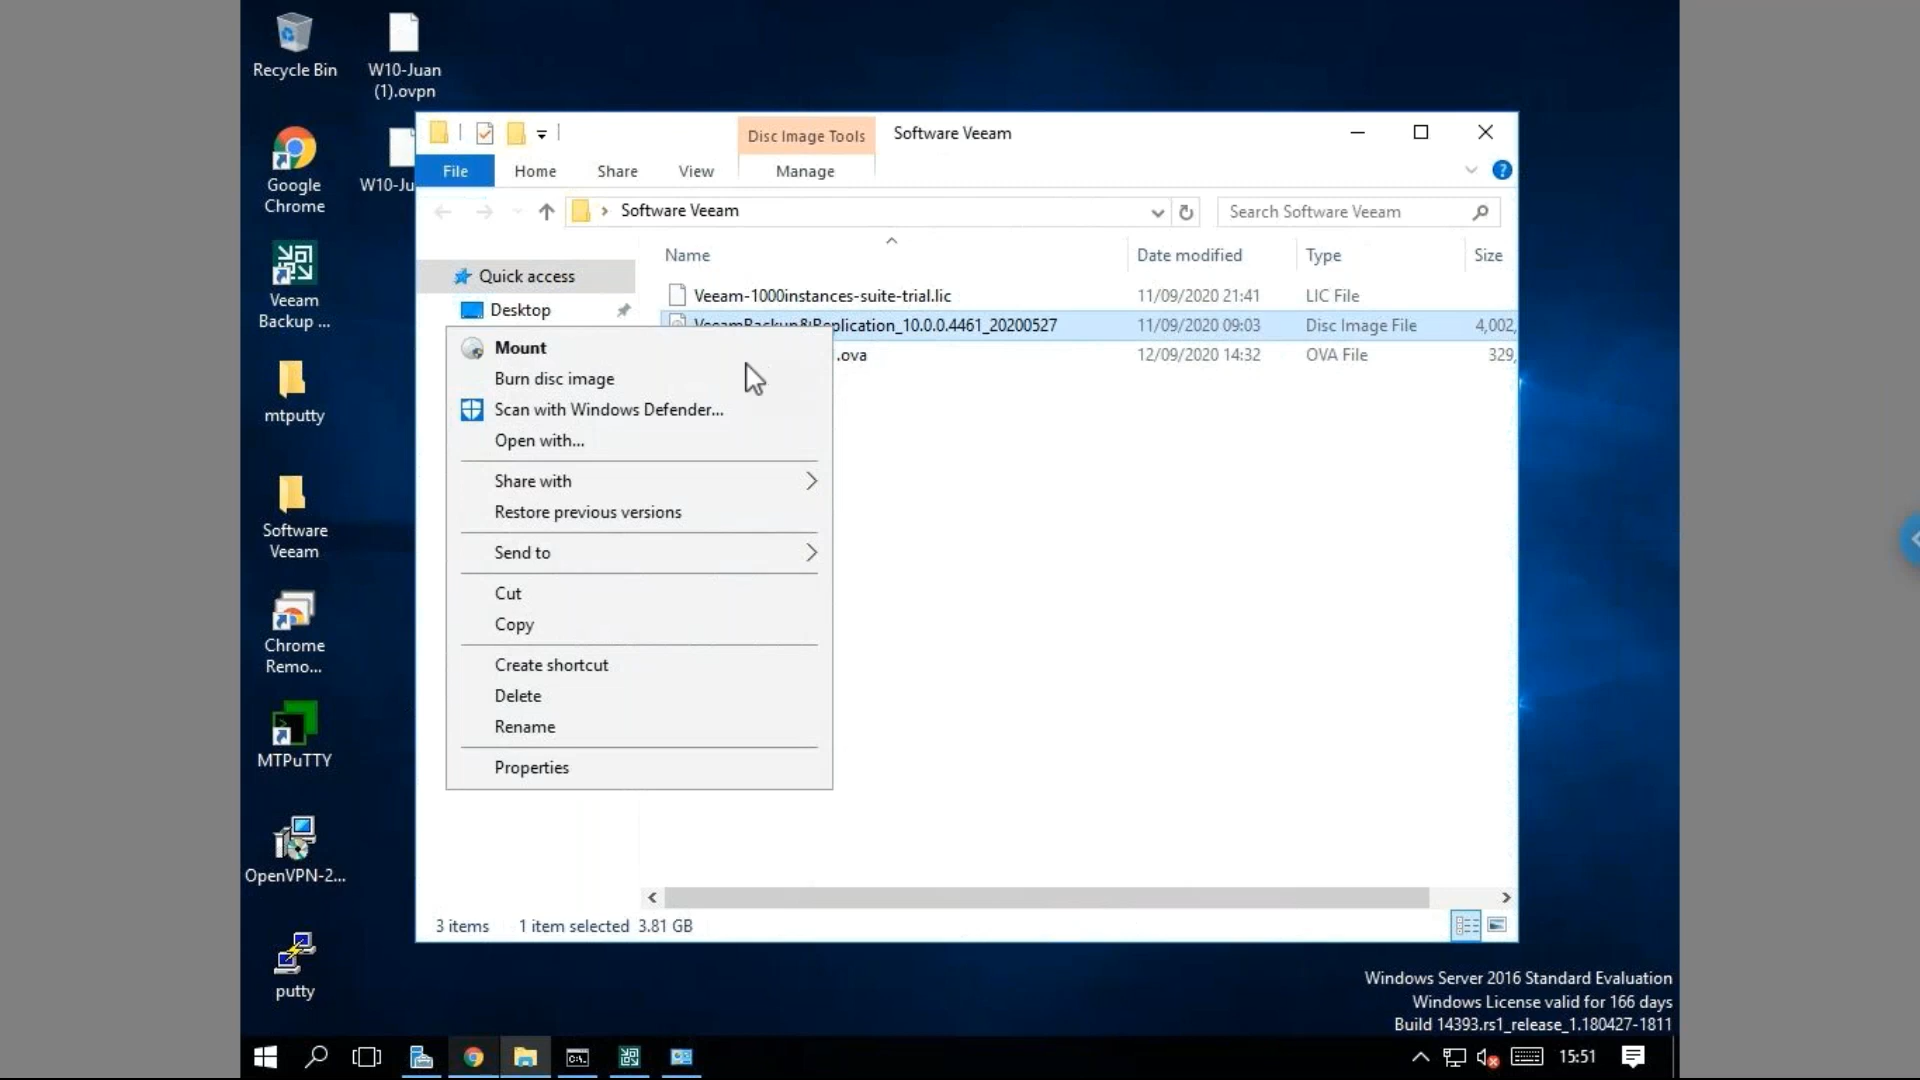 Recycle Bin
W10-Juan
(1).ovpn
Google
Chrome
W10-Ju
Veeam
Backup ...
mtputty
Software
Veeam
Chrome
Remo...
MTPuTTY
OpenVPN-2...
putty
Disc Image Tools
Software Veeam
File
Home
Share
View
Manage
?
Software Veeam
Search Software Veeam
Name
Date modified
Type
Size
Quick access
Desktop
Veeam-1000instances-suite-trial.lic
11/09/2020 21:41
LIC File
VeeamBackup&Replication_10.0.0.4461_20200527
11/09/2020 09:03
Disc Image File
4,002,
.ova
12/09/2020 14:32
OVA File
329,
Mount
Burn disc image
Scan with Windows Defender...
Open with...
Share with
Restore previous versions
Send to
Cut
Copy
Create shortcut
Delete
Rename
Properties
3 items
1 item selected 3.81 GB
Windows Server 2016 Standard Evaluation
Windows License valid for 166 days
Build 14393.rs1_release_1.180427-1811
15:51